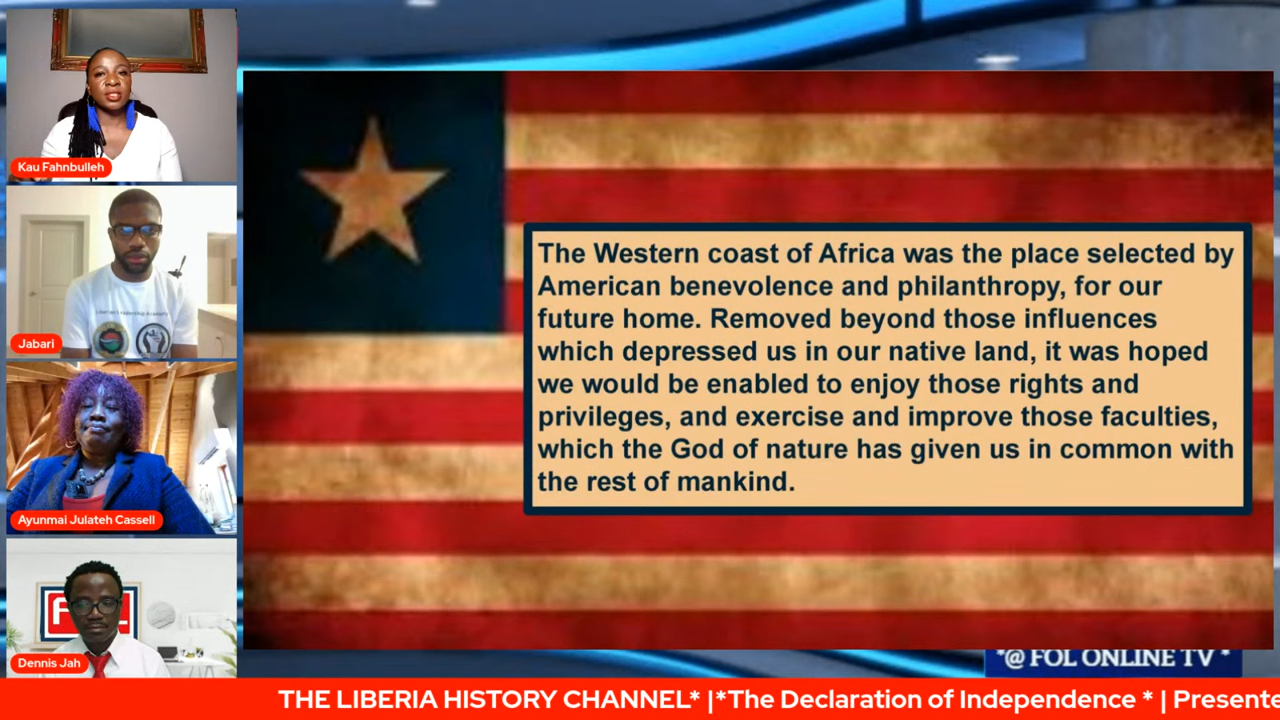 Kau Fahnbulleh
Jabari
Ayunmai Julateh Cassell
Dennis Jah
The Western coast of Africa was the place selected by
American benevolence and philanthropy, for our
future home. Removed beyond those influences
which depressed us in our native land, it was hoped
we would be enabled to enjoy those rights and
privileges, and exercise and improve those faculties,
which the God of nature has given us in common with
the rest of mankind.
*@ FOL ONLINE TV *
THE LIBERIA HISTORY CHANNEL* |*The Declaration of Independence * | Presente